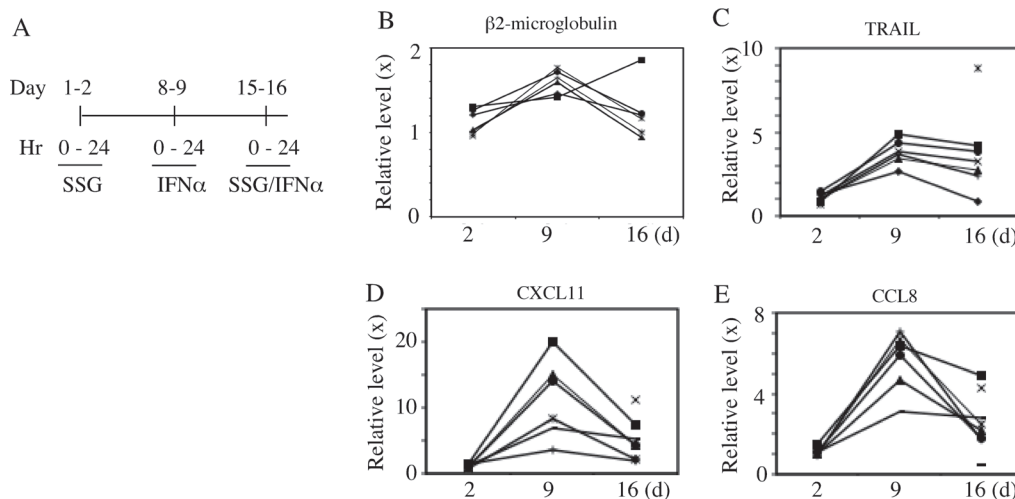 A
Day 1-2 8-9 15-16
Hr 0 - 24 0 - 24 0 - 24
SSG IFNα SSG/IFNα
B
β2-microglobulin
Relative level (x)
2
1
0
2 9 16 (d)
C
TRAIL
Relative level (x)
10
5
0
2 9 16 (d)
D
CXCL11
Relative level (x)
20
10
0
2 9 16 (d)
E
CCL8
Relative level (x)
8
4
0
2 9 16 (d)